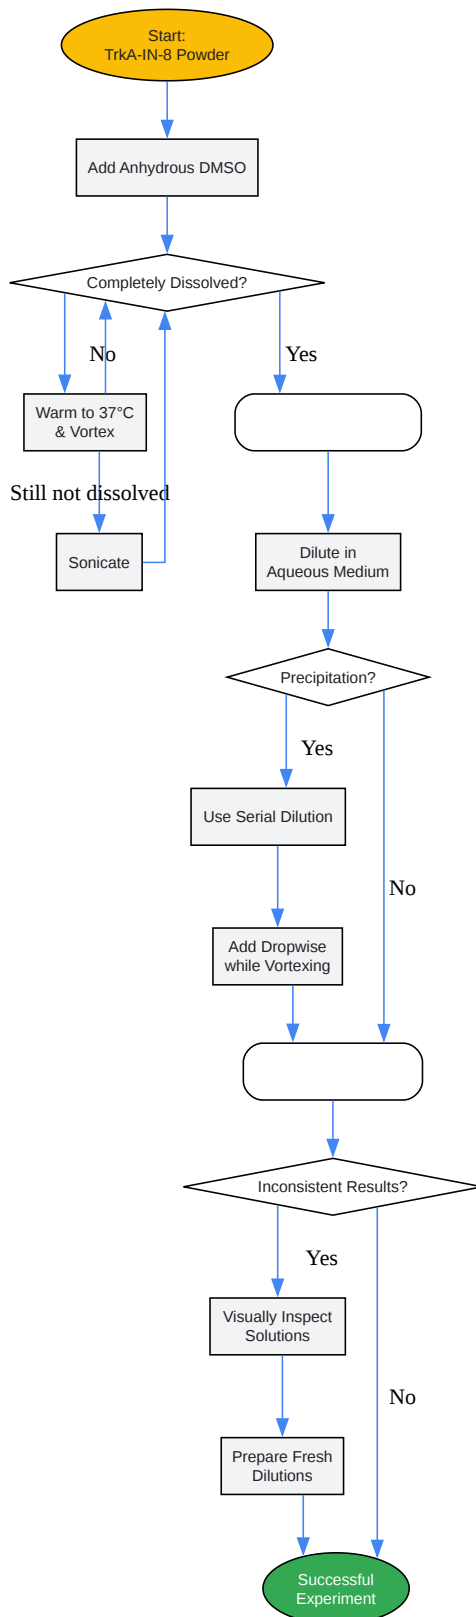 Start:
TrkA-IN-8 Powder
Add Anhydrous DMSO
Completely Dissolved?
No
Yes
Warm to 37°C
& Vortex
Still not dissolved
Sonicate
Dilute in
Aqueous Medium
Precipitation?
Yes
Use Serial Dilution
No
Add Dropwise
while Vortexing
Inconsistent Results?
Yes
Visually Inspect
Solutions
No
Prepare Fresh
Dilutions
Successful
Experiment